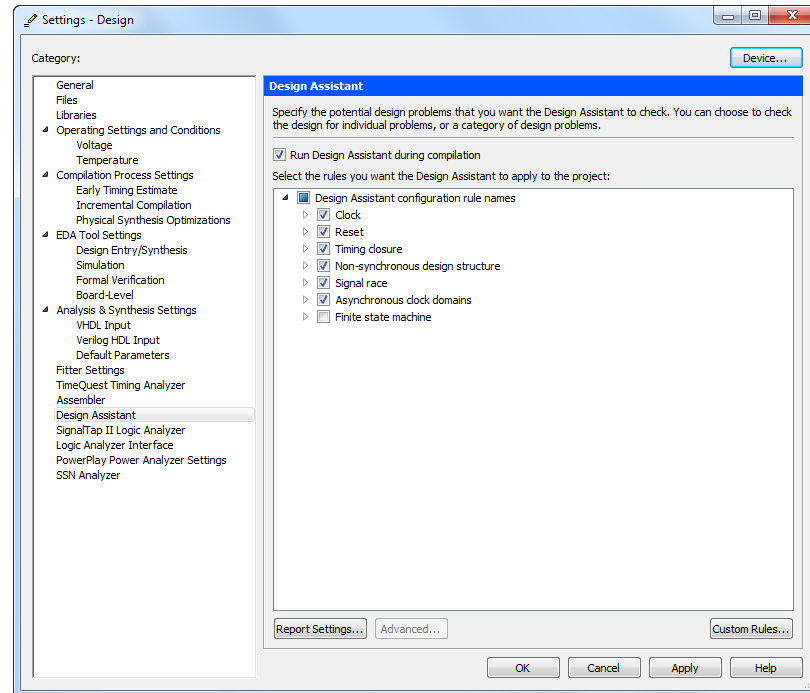 Settings - Design
Category:
Device...
General
Files
Libraries
Operating Settings and Conditions
Voltage
Temperature
Compilation Process Settings
Early Timing Estimate
Incremental Compilation
Physical Synthesis Optimizations
EDA Tool Settings
Design Entry/Synthesis
Simulation
Formal Verification
Board-Level
Analysis & Synthesis Settings
VHDL Input
Verilog HDL Input
Default Parameters
Fitter Settings
TimeQuest Timing Analyzer
Assembler
Design Assistant
SignalTap II Logic Analyzer
Logic Analyzer Interface
PowerPlay Power Analyzer Settings
SSN Analyzer
Design Assistant
Specify the potential design problems that you want the Design Assistant to check. You can choose to check
the design for individual problems, or a category of design problems.
Run Design Assistant during compilation
Select the rules you want the Design Assistant to apply to the project:
Design Assistant configuration rule names
Clock
Reset
Timing closure
Non-synchronous design structure
Signal race
Asynchronous clock domains
Finite state machine
Report Settings...
Advanced...
Custom Rules...
OK
Cancel
Apply
Help